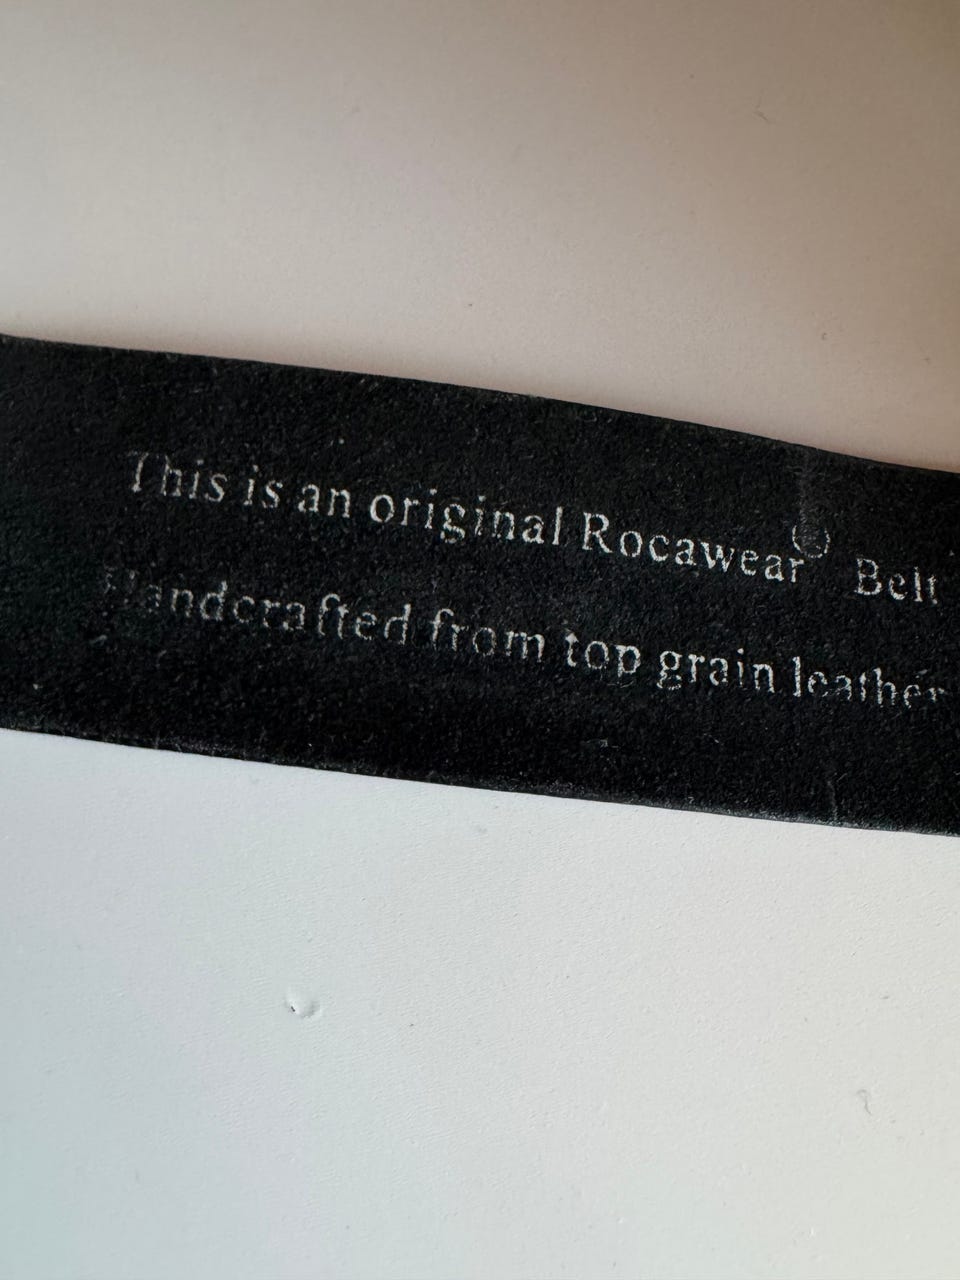 This is an original Rocawear® Belt
Handcrafted from top grain leather